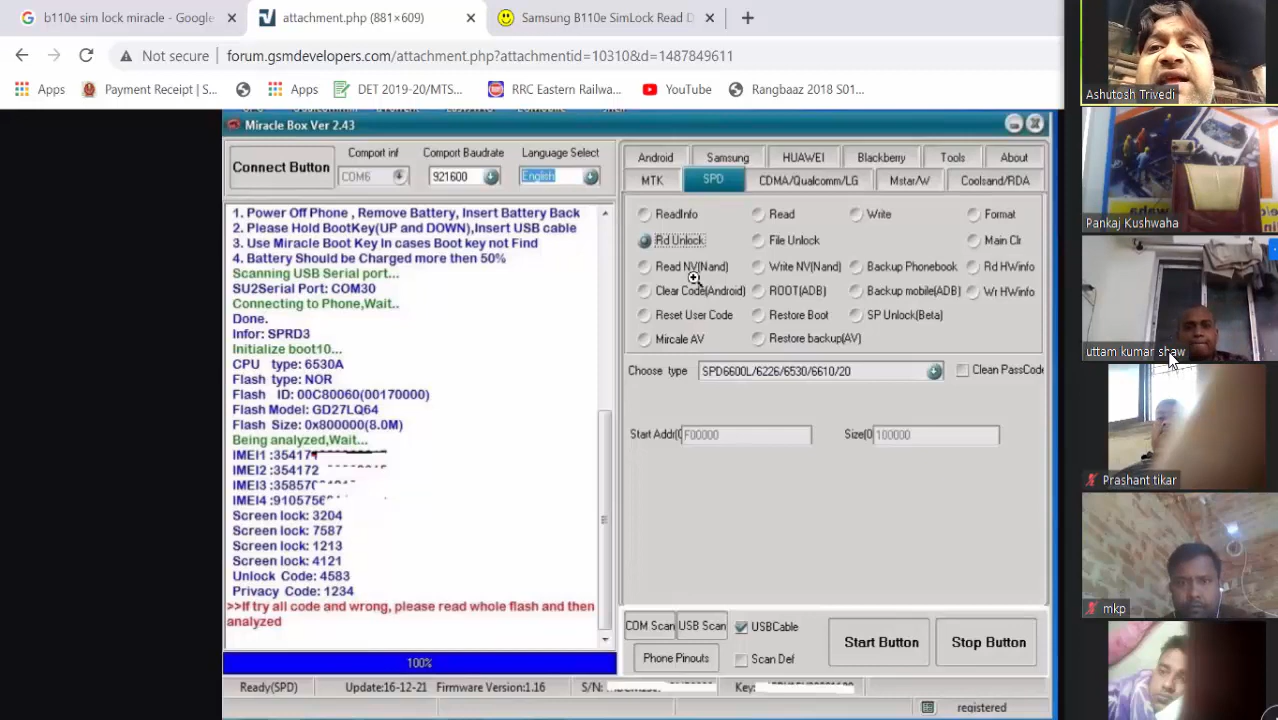 b110e sim lock miracle - Google
attachment.php (881×609)
Samsung B110e SimLock Read D
Not secure
forum.gsmdevelopers.com/attachment.php?attachmentid=10310&d=1487849611
Apps
Payment Receipt | S...
Apps
DET 2019-20/MTS...
RRC Eastern Railwa...
YouTube
Rangbaaz 2018 S01...
Miracle Box Ver 2.43
Connect Button
Comport inf
COM6
Comport Baudrate
921600
Language Select
English
1. Power Off Phone , Remove Battery, Insert Battery Back
2. Please Hold BootKey(UP and DOWN),Insert USB cable
3. Use Miracle Boot Key In cases Boot key not Find
4. Battery Should be Charged more then 50%
Scanning USB Serial port...
SU2Serial Port: COM30
Connecting to Phone,Wait..
Done.
Infor: SPRD3
Initialize boot10...
CPU type: 6530A
Flash type: NOR
Flash ID: 00C80060(00170000)
Flash Model: GD27LQ64
Flash Size: 0x800000(8.0M)
Being analyzed,Wait...
IMEI1 :35417
IMEI2 :354172
IMEI3 :35857
IMEI4 :910575
Screen lock: 3204
Screen lock: 7587
Screen lock: 1213
Screen lock: 4121
Unlock Code: 4583
Privacy Code: 1234
>>If try all code and wrong, please read whole flash and then
analyzed
100%
Android Samsung HUAWEI Blackberry Tools About
MTK SPD CDMA/Qualcomm/LG Mstar/W Coolsand/RDA
ReadInfo Read Write Format
Rd Unlock File Unlock Main Clr
Read NV(Nand) Write NV(Nand) Backup Phonebook Rd HWinfo
Clear Code(Android) ROOT(ADB) Backup mobile(ADB) Wr HWinfo
Reset User Code Restore Boot SP Unlock(Beta)
Mircale AV Restore backup(AV)
Choose type SPD6600L/6226/6530/6610/20 Clean PassCode
Start Addr(0 F00000 Size(0 100000
COM Scan USB Scan USBCable
Phone Pinouts Scan Def
Start Button Stop Button
Ready(SPD) Update:16-12-21 Firmware Version:1.16 S/N: Key:
registered
Ashutosh Trivedi
Pankaj Kushwaha
uttam kumar shaw
Prashant tikar
mkp